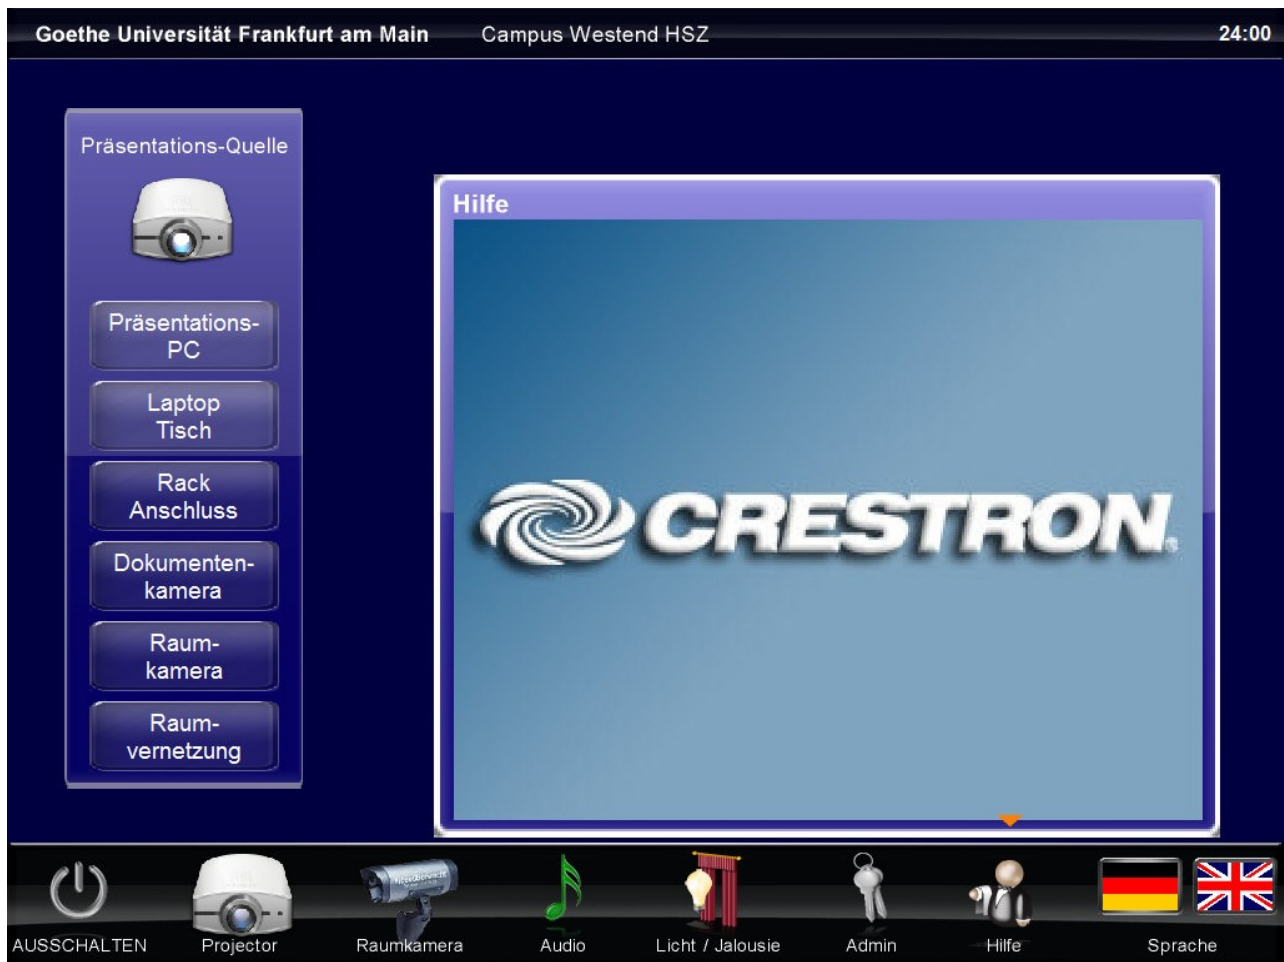 Goethe Universität Frankfurt am Main Campus Westend HSZ 24:00
Präsentations-Quelle
Präsentations-
PC
Laptop
Tisch
Rack
Anschluss
Dokumenten-
kamera
Raum-
kamera
Raum-
vernetzung
Hilfe
CRESTRON
AUSSCHALTEN
Projector
Raumkamera
Audio
Licht / Jalousie
Admin
Hilfe
Sprache